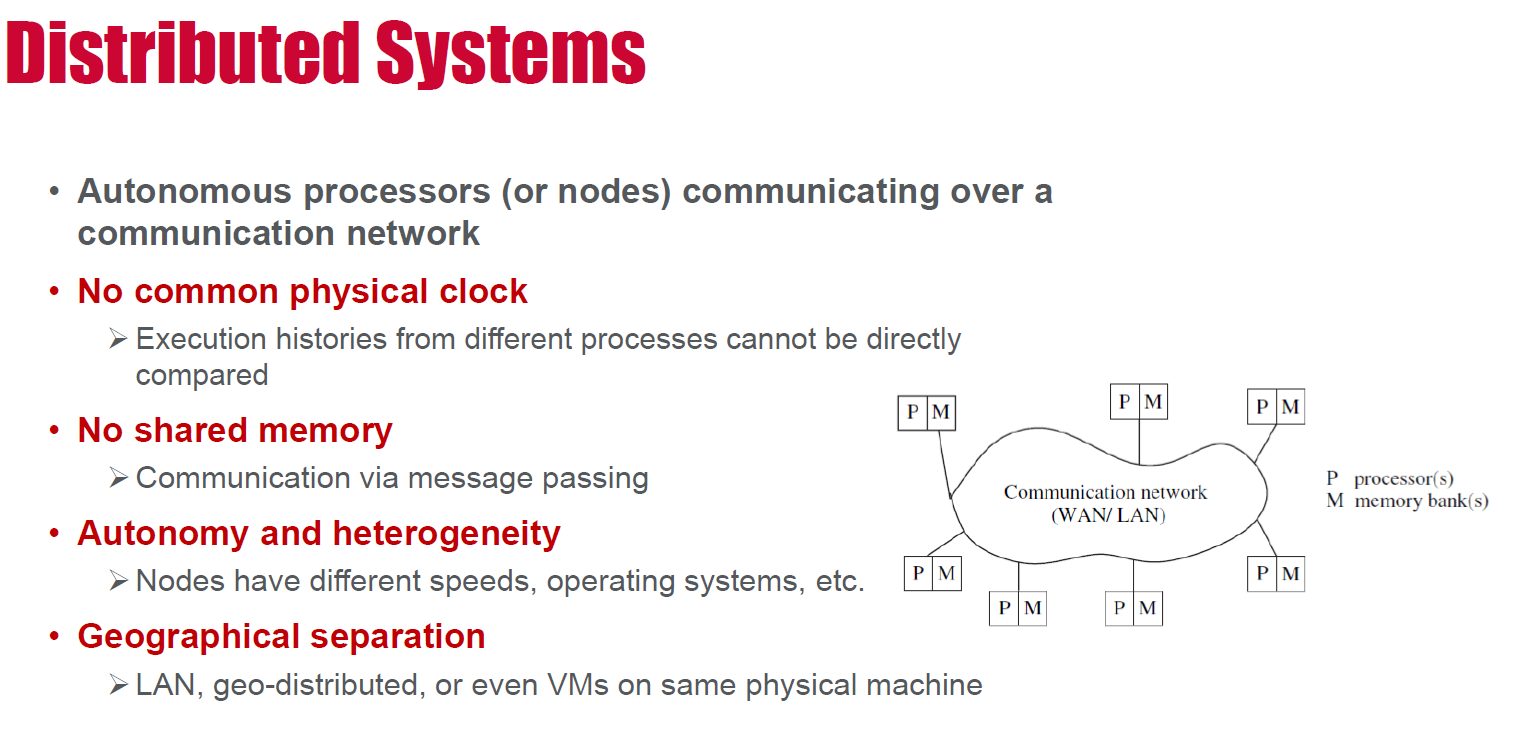 Distributed Systems
• Autonomous processors (or nodes) communicating over a
communication network
• No common physical clock
➢ Execution histories from different processes cannot be directly
compared
• No shared memory
➢ Communication via message passing
• Autonomy and heterogeneity
➢ Nodes have different speeds, operating systems, etc.
• Geographical separation
➢ LAN, geo-distributed, or even VMs on same physical machine
P M
P M
P M
Communication network
(WAN/ LAN)
P M
P M
P M
P M
P processor(s)
M memory bank(s)